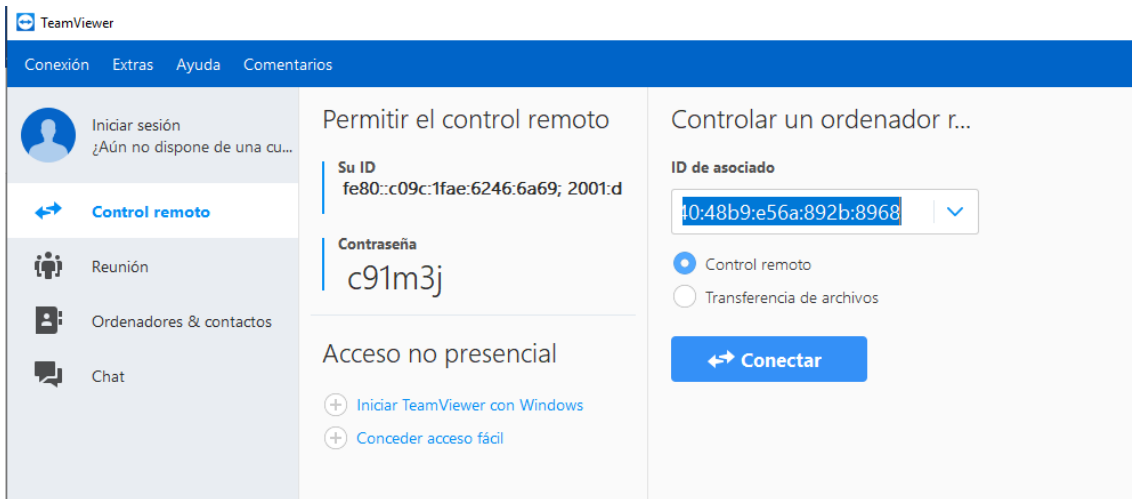 TeamViewer
Conexión Extras Ayuda Comentarios
Iniciar sesión
¿Aún no dispone de una cu...
Control remoto
Reunión
Ordenadores & contactos
Chat
Permitir el control remoto
Su ID
fe80::c09c:1fae:6246:6a69; 2001:d
Contraseña
c91m3j
Acceso no presencial
Iniciar TeamViewer con Windows
Conceder acceso fácil
Controlar un ordenador r...
ID de asociado
40:48b9:e56a:892b:8968
Control remoto
Transferencia de archivos
Conectar